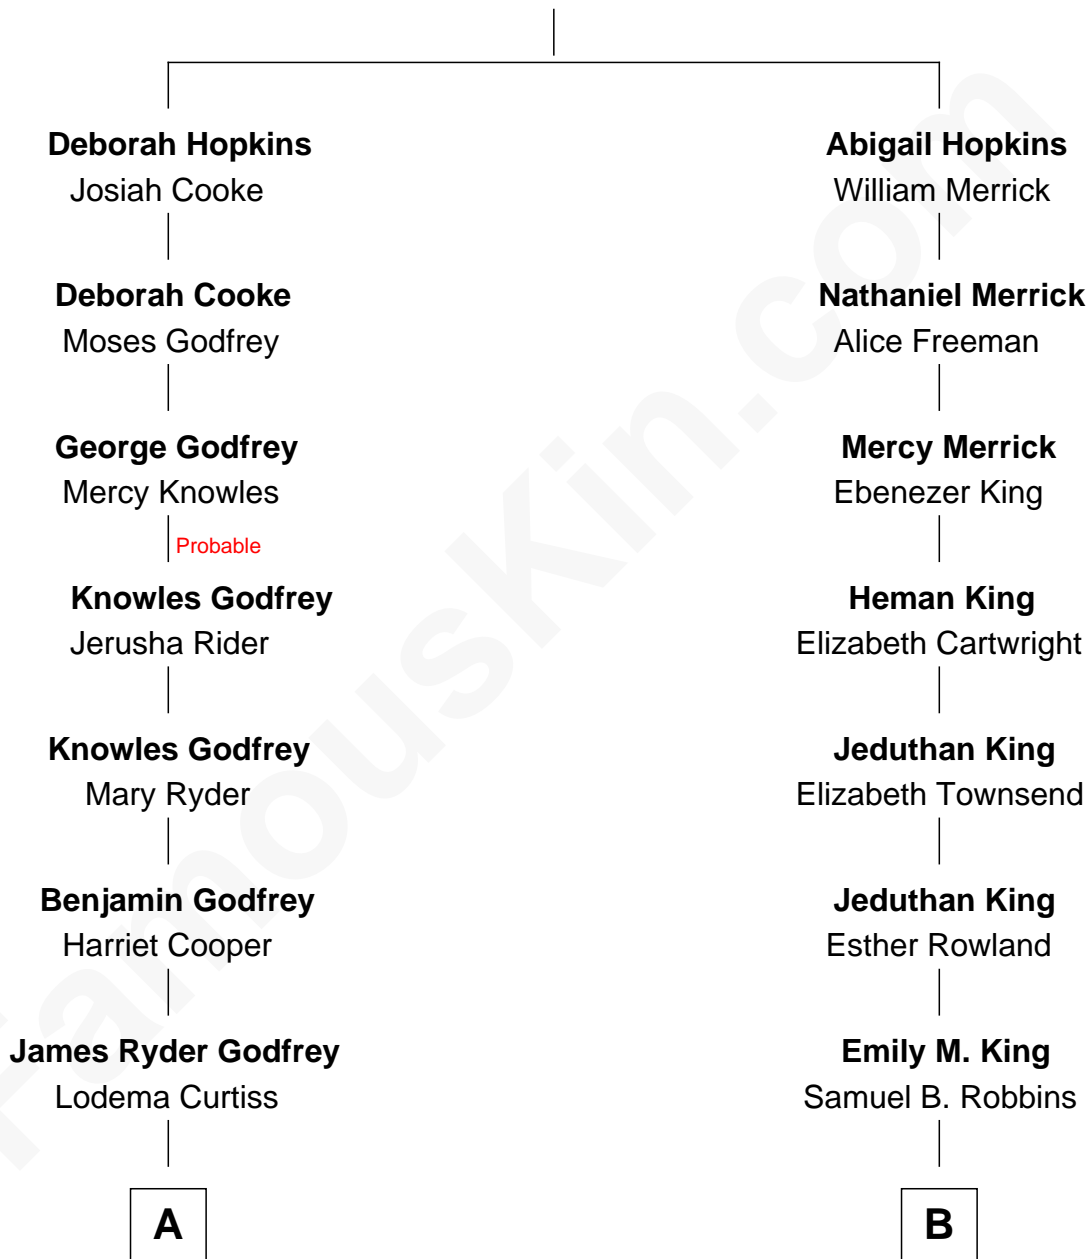 Deborah Hopkins
Josiah Cooke
Deborah Cooke
Moses Godfrey
George Godfrey
Mercy Knowles
Probable
Knowles Godfrey
Jerusha Rider
Knowles Godfrey
Mary Ryder
Benjamin Godfrey
Harriet Cooper
James Ryder Godfrey
Lodema Curtiss
A
Abigail Hopkins
William Merrick
Nathaniel Merrick
Alice Freeman
Mercy Merrick
Ebenezer King
Heman King
Elizabeth Cartwright
Jeduthan King
Elizabeth Townsend
Jeduthan King
Esther Rowland
Emily M. King
Samuel B. Robbins
B
FamousKin.com